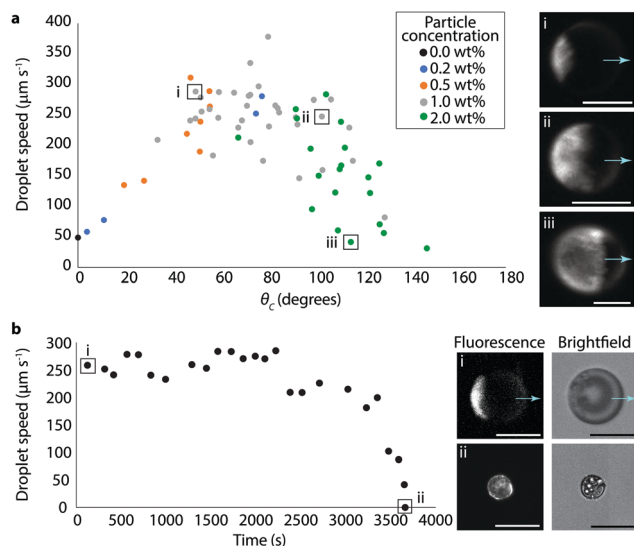 a
Droplet speed (μm s⁻¹)
400
350
300
250
200
150
100
50
0
0 20 40 60 80 100 120 140 160 180
θC (degrees)
i
ii
iii
Particle
concentration
0.0 wt%
0.2 wt%
0.5 wt%
1.0 wt%
2.0 wt%
i
ii
iii
b
Droplet speed (μm s⁻¹)
300
250
200
150
100
50
0
0 500 1000 1500 2000 2500 3000 3500 4000
Time (s)
i
ii
Fluorescence Brightfield
i
ii